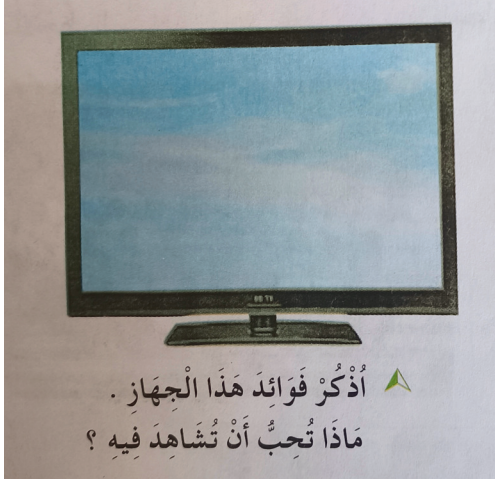 اُذْكُرْ فَوَائِدَ هَذَا الْجِهَازِ .
مَاذَا تُحِبُّ أَنْ تُشَاهِدَ فِيهِ ؟